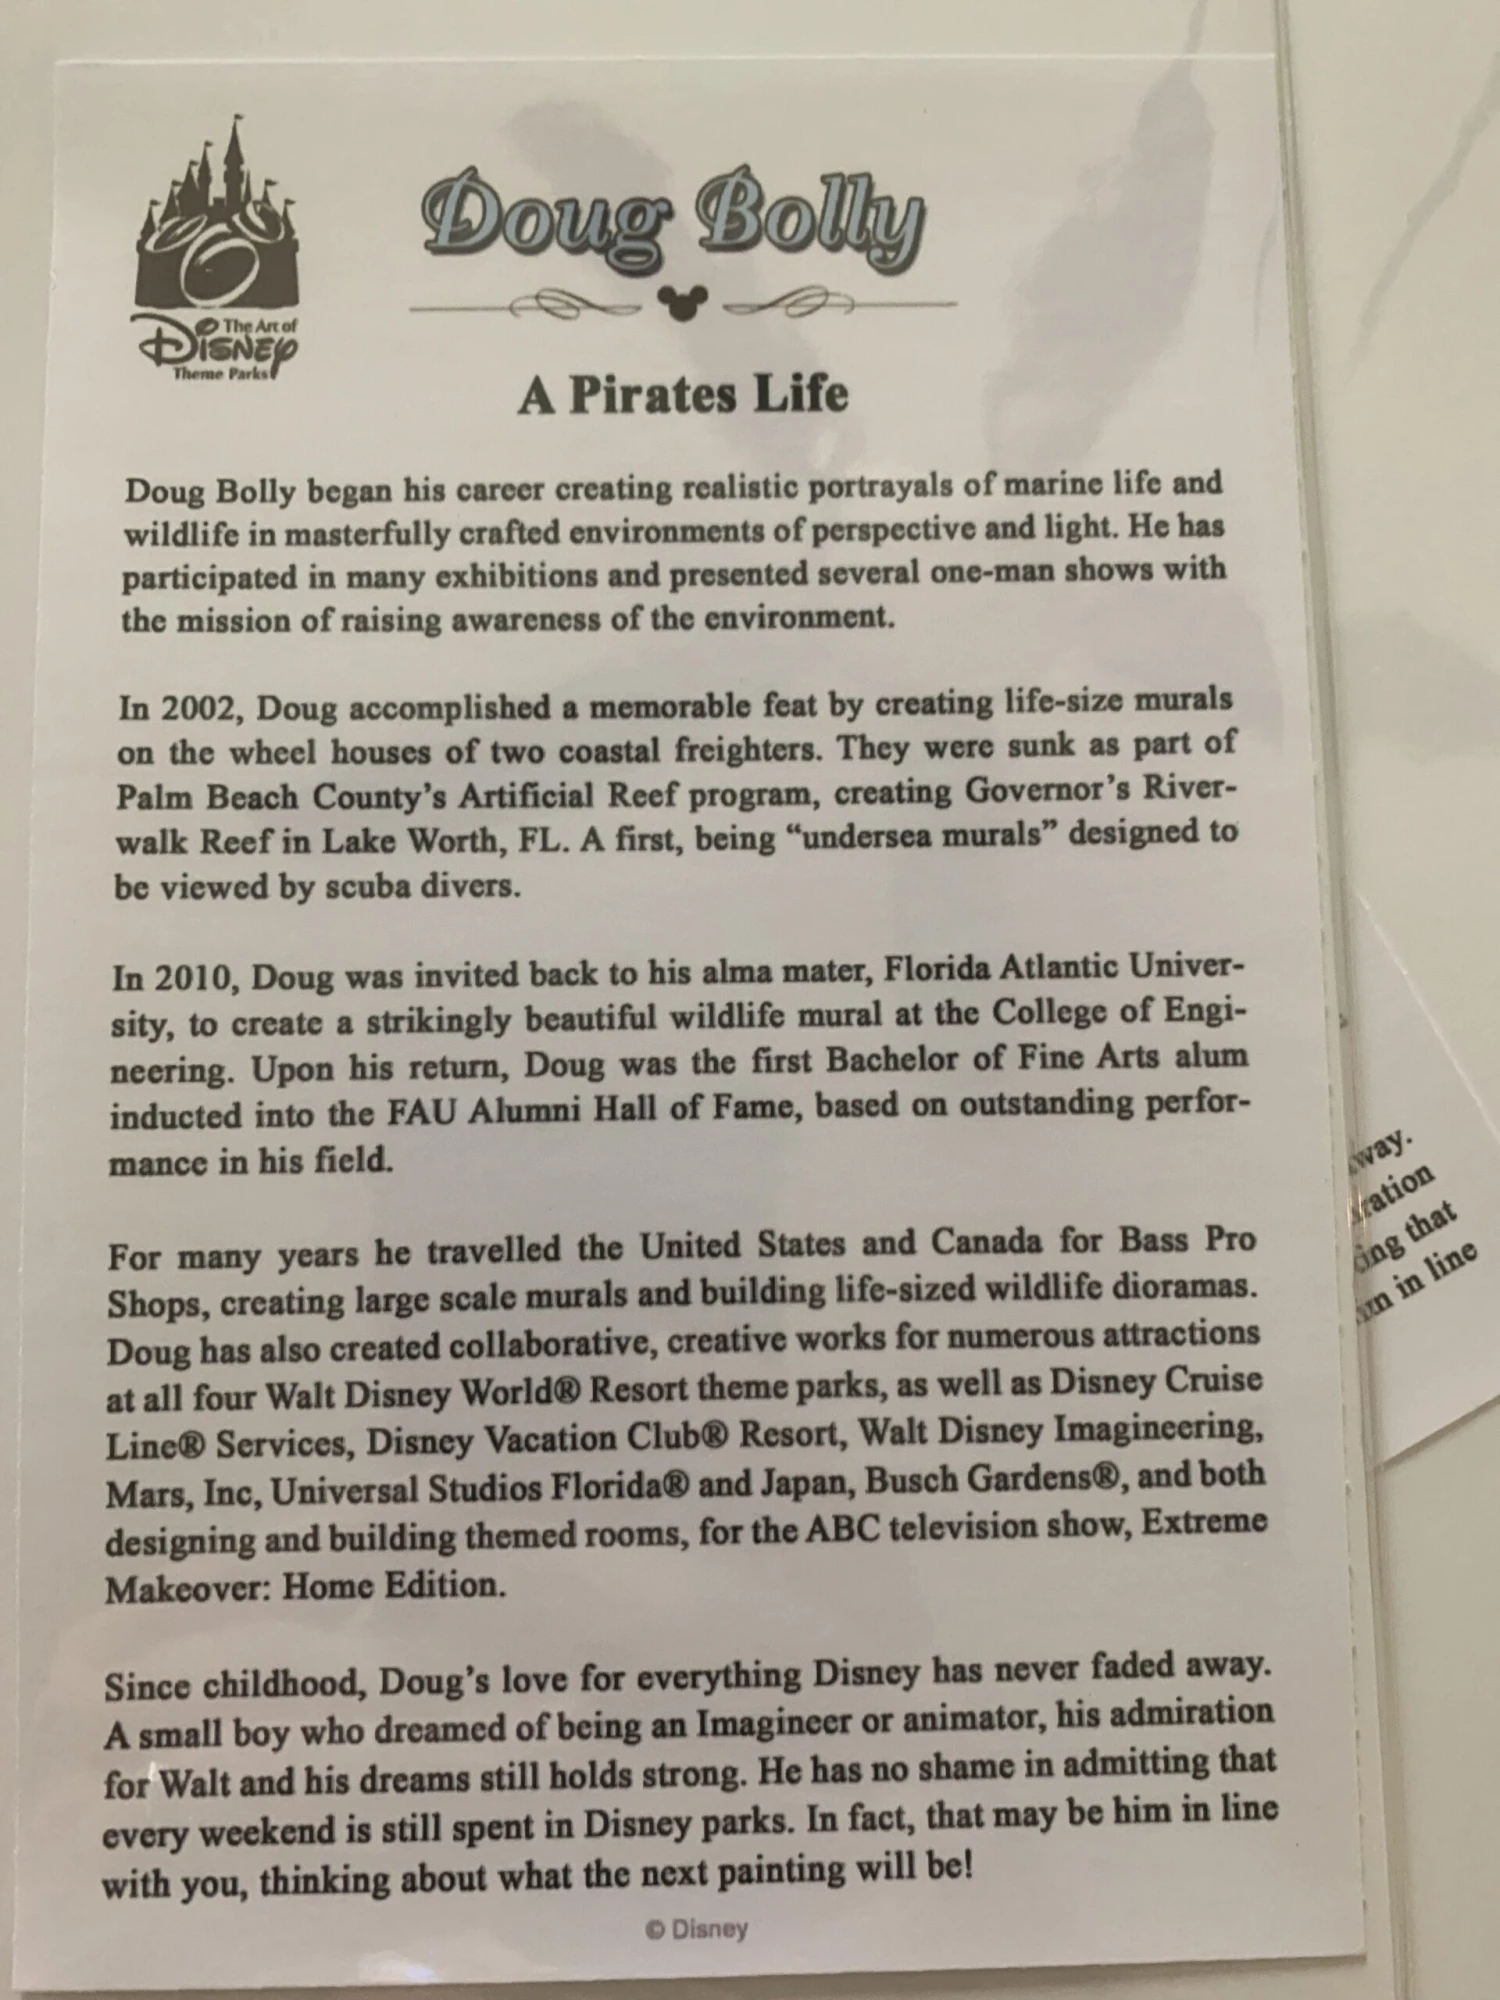 Doug Bolly
The Art of
Disney
Theme Parks
A Pirates Life
Doug Bolly began his career creating realistic portrayals of marine life and
wildlife in masterfully crafted environments of perspective and light. He has
participated in many exhibitions and presented several one-man shows with
the mission of raising awareness of the environment.
In 2002, Doug accomplished a memorable feat by creating life-size murals
on the wheel houses of two coastal freighters. They were sunk as part of
Palm Beach County's Artificial Reef program, creating Governor's River-
walk Reef in Lake Worth, FL. A first, being “undersea murals” designed to
be viewed by scuba divers.
In 2010, Doug was invited back to his alma mater, Florida Atlantic Univer-
sity, to create a strikingly beautiful wildlife mural at the College of Engi-
neering. Upon his return, Doug was the first Bachelor of Fine Arts alum
inducted into the FAU Alumni Hall of Fame, based on outstanding perfor-
mance in his field.
For many years he travelled the United States and Canada for Bass Pro
Shops, creating large scale murals and building life-sized wildlife dioramas.
Doug has also created collaborative, creative works for numerous attractions
at all four Walt Disney World® Resort theme parks, as well as Disney Cruise
Line® Services, Disney Vacation Club® Resort, Walt Disney Imagineering,
Mars, Inc, Universal Studios Florida® and Japan, Busch Gardens®, and both
designing and building themed rooms, for the ABC television show, Extreme
Makeover: Home Edition.
Since childhood, Doug's love for everything Disney has never faded away.
A small boy who dreamed of being an Imagineer or animator, his admiration
for Walt and his dreams still holds strong. He has no shame in admitting that
every weekend is still spent in Disney parks. In fact, that may be him in line
with you, thinking about what the next painting will be!
© Disney
way.
ration
ing that
in line